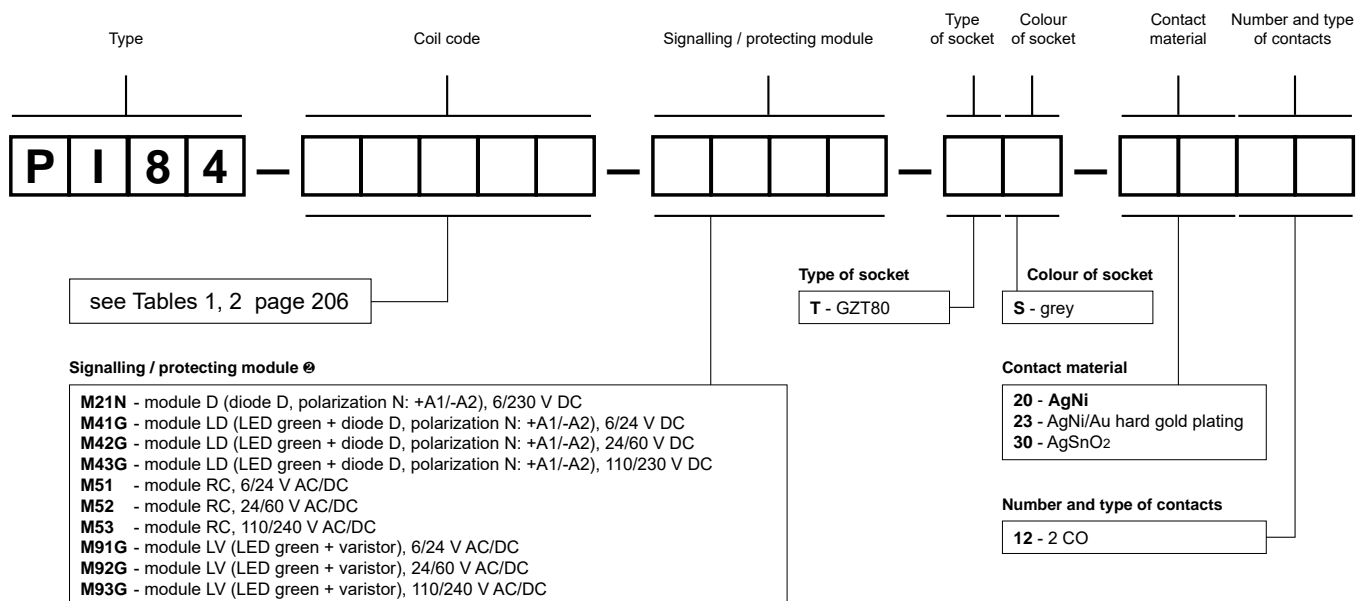 Type
Coil code
Signalling / protecting module
Type
of socket
Colour
of socket
Contact
material
Number and type
of contacts
P I 8 4 – – – –
see Tables 1, 2 page 206
Type of socket
T - GZT80
Colour of socket
S - grey
Signalling / protecting module ❷
M21N - module D (diode D, polarization N: +A1/-A2), 6/230 V DC
M41G - module LD (LED green + diode D, polarization N: +A1/-A2), 6/24 V DC
M42G - module LD (LED green + diode D, polarization N: +A1/-A2), 24/60 V DC
M43G - module LD (LED green + diode D, polarization N: +A1/-A2), 110/230 V DC
M51 - module RC, 6/24 V AC/DC
M52 - module RC, 24/60 V AC/DC
M53 - module RC, 110/240 V AC/DC
M91G - module LV (LED green + varistor), 6/24 V AC/DC
M92G - module LV (LED green + varistor), 24/60 V AC/DC
M93G - module LV (LED green + varistor), 110/240 V AC/DC
Contact material
20 - AgNi
23 - AgNi/Au hard gold plating
30 - AgSnO2
Number and type of contacts
12 - 2 CO